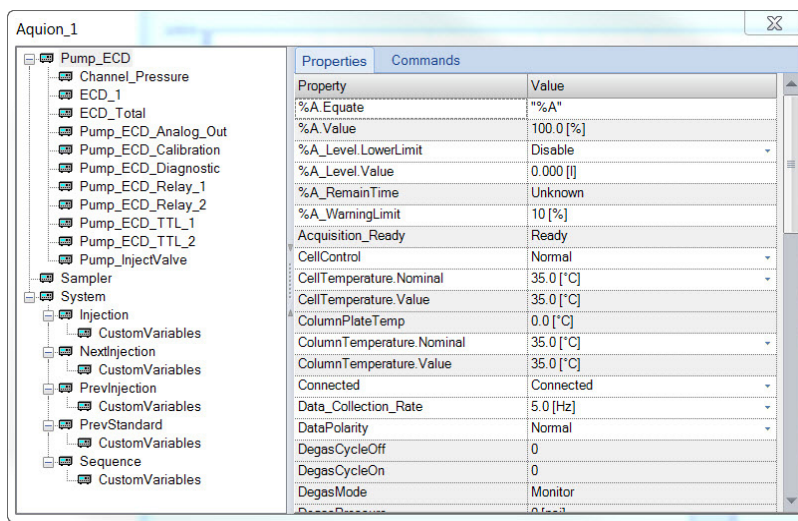 Aquion_1
Pump_ECD
Channel_Pressure
ECD_1
ECD_Total
Pump_ECD_Analog_Out
Pump_ECD_Calibration
Pump_ECD_Diagnostic
Pump_ECD_Relay_1
Pump_ECD_Relay_2
Pump_ECD_TTL_1
Pump_ECD_TTL_2
Pump_InjectValve
Sampler
System
Injection
CustomVariables
NextInjection
CustomVariables
PrevInjection
CustomVariables
PrevStandard
CustomVariables
Sequence
CustomVariables
Properties Commands
Property Value
%A.Equate "%A"
%A.Value 100.0 [%]
%A_Level.LowerLimit Disable
%A_Level.Value 0.000 [l]
%A_RemainTime Unknown
%A_WarningLimit 10 [%]
Acquisition_Ready Ready
CellControl Normal
CellTemperature.Nominal 35.0 [°C]
CellTemperature.Value 35.0 [°C]
ColumnPlateTemp 0.0 [°C]
ColumnTemperature.Nominal 35.0 [°C]
ColumnTemperature.Value 35.0 [°C]
Connected Connected
Data_Collection_Rate 5.0 [Hz]
DataPolarity Normal
DegasCycleOff 0
DegasCycleOn 0
DegasMode Monitor
DegasPressure 0 [psi]